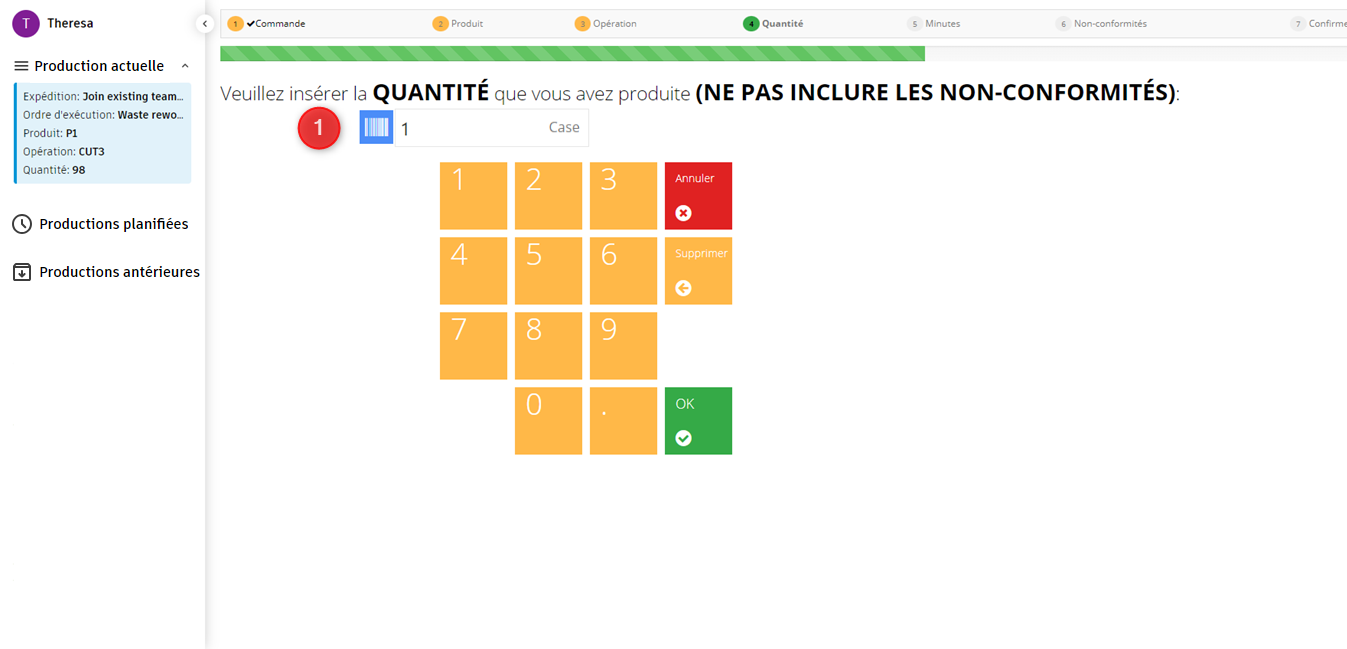 T Theresa
Production actuelle
Expédition: Join existing team...
Ordre d'exécution: Waste rewo...
Produit: P1
Opération: CUT3
Quantité: 98
Productions planifiées
Productions antérieures
1 Commande 2 Produit 3 Opération 4 Quantité 5 Minutes 6 Non-conformités 7 Confirme
Veuillez insérer la QUANTITÉ que vous avez produite (NE PAS INCLURE LES NON-CONFORMITÉS):
1 1 Case
1 2 3 Annuler
4 5 6 Supprimer
7 8 9
0 . OK